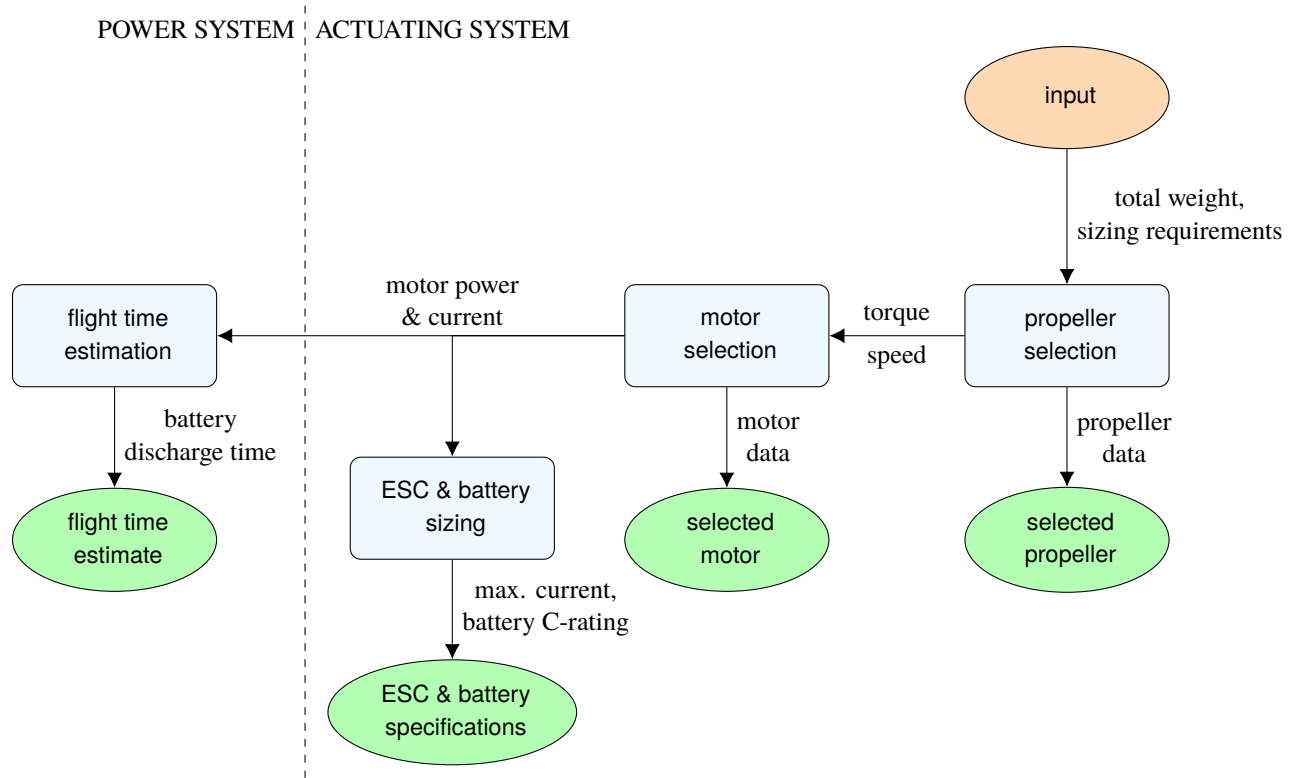 POWER SYSTEM
ACTUATING SYSTEM
input
total weight,
sizing requirements
flight time
estimation
motor power
& current
motor
selection
torque
speed
propeller
selection
battery
discharge time
motor
data
propeller
data
flight time
estimate
ESC & battery
sizing
selected
motor
selected
propeller
max. current,
battery C-rating
ESC & battery
specifications